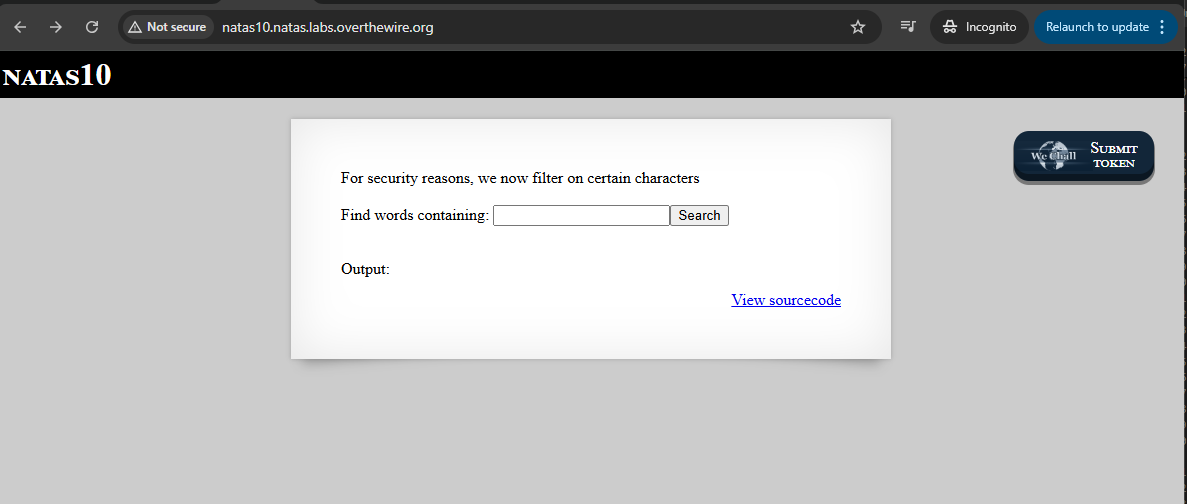 Not secure natas10.natas.labs.overthewire.org Incognito Relaunch to update
NATAS10
For security reasons, we now filter on certain characters
Find words containing: Search
Output:
View sourcecode
We Chall SUBMIT
TOKEN